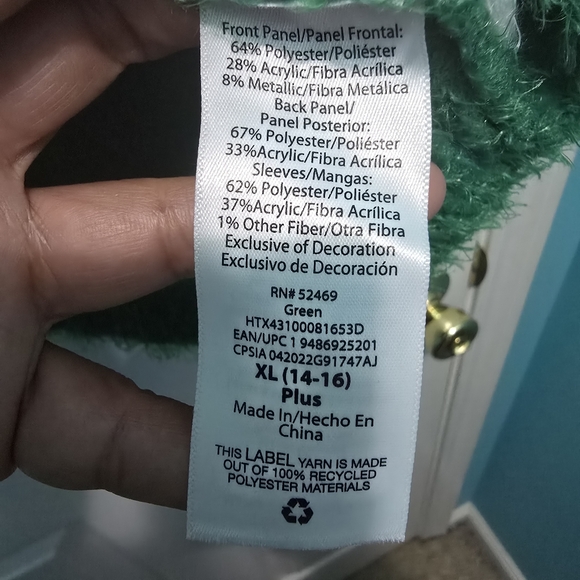 Front Panel/Panel Frontal:
64% Polyester/Poliéster
28% Acrylic/Fibra Acrílica
8% Metallic/Fibra Metálica
Back Panel/
Panel Posterior:
67% Polyester/Poliéster
33%Acrylic/Fibra Acrílica
Sleeves/Mangas:
62% Polyester/Poliéster
37%Acrylic/Fibra Acrílica
1% Other Fiber/Otra Fibra
Exclusive of Decoration
Exclusivo de Decoración
RN# 52469
Green
HTX43100081653D
EAN/UPC 1 9486925201
CPSIA 042022G91747AJ
XL (14-16)
Plus
Made In/Hecho En
China
THIS LABEL YARN IS MADE
OUT OF 100% RECYCLED
POLYESTER MATERIALS